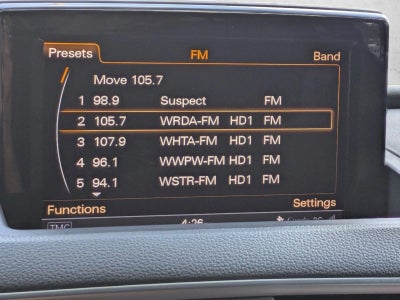 Presets FM Band
Move 105.7
1 98.9 Suspect FM
2 105.7 WRDA-FM HD1 FM
3 107.9 WHTA-FM HD1 FM
4 96.1 WWPW-FM HD1 FM
5 94.1 WSTR-FM HD1 FM
Functions Settings
TMC 4:26